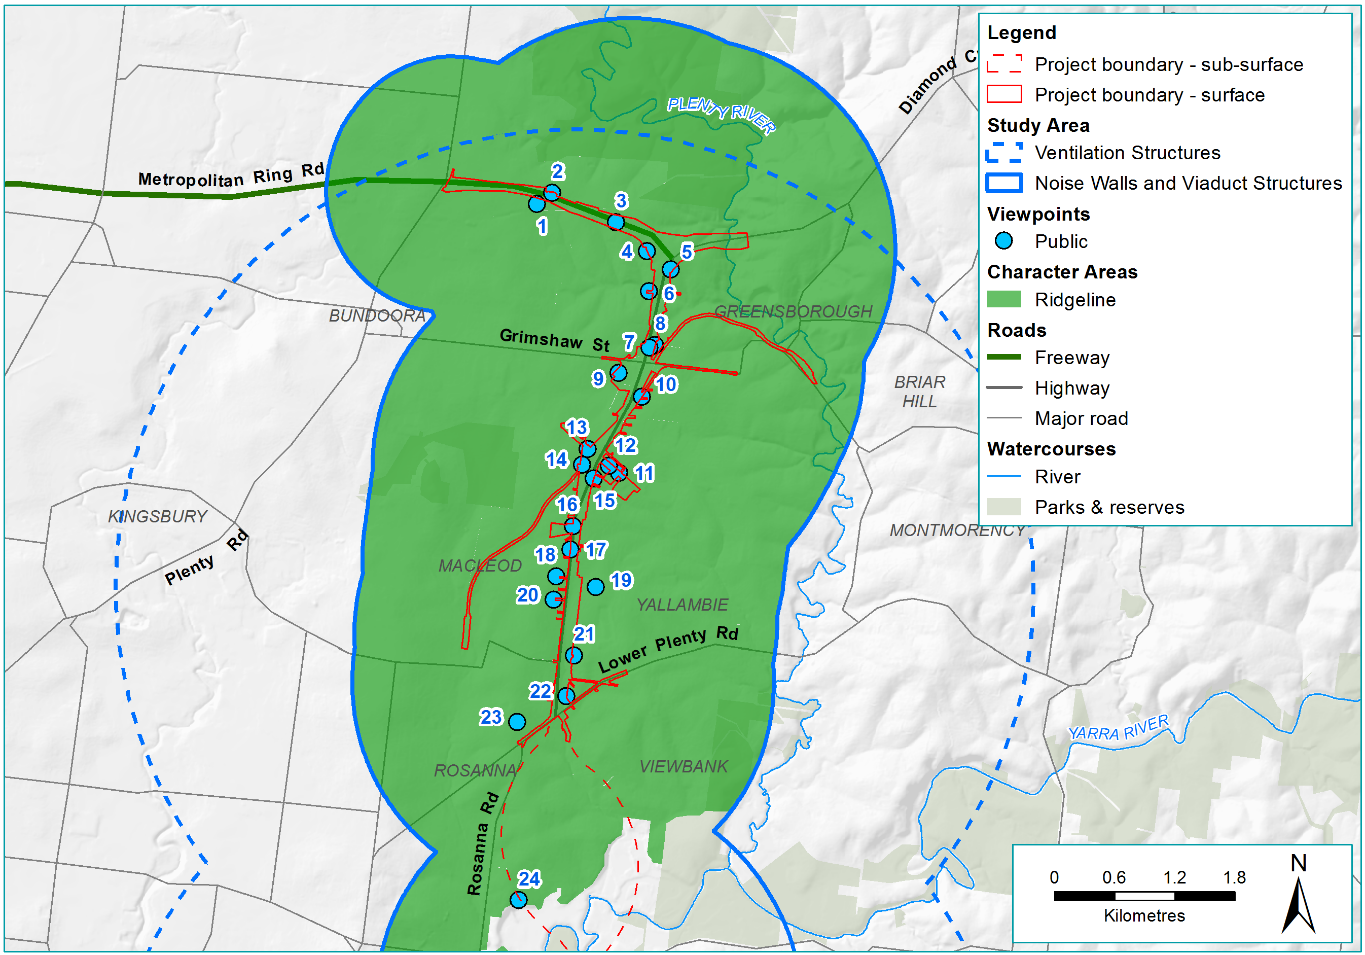 Diamond C
PLENTY RIVER
Metropolitan Ring Rd
2
1
3
4
5
6
BUNDOORA
GREENSBOROUGH
Grimshaw St
7
8
9
10
BRIAR
HILL
13
12
14
11
15
16
KINGSBURY
Plenty Rd
MONTMORENCY
18
17
MACLEOD
19
20
YALLAMBIE
21
Lower Plenty Rd
22
23
ROSANNA
VIEWBANK
YARRA RIVER
Rosanna Rd
24
Legend
Project boundary - sub-surface
Project boundary - surface
Study Area
Ventilation Structures
Noise Walls and Viaduct Structures
Viewpoints
Public
Character Areas
Ridgeline
Roads
Freeway
Highway
Major road
Watercourses
River
Parks & reserves
N
0 0.6 1.2 1.8
Kilometres